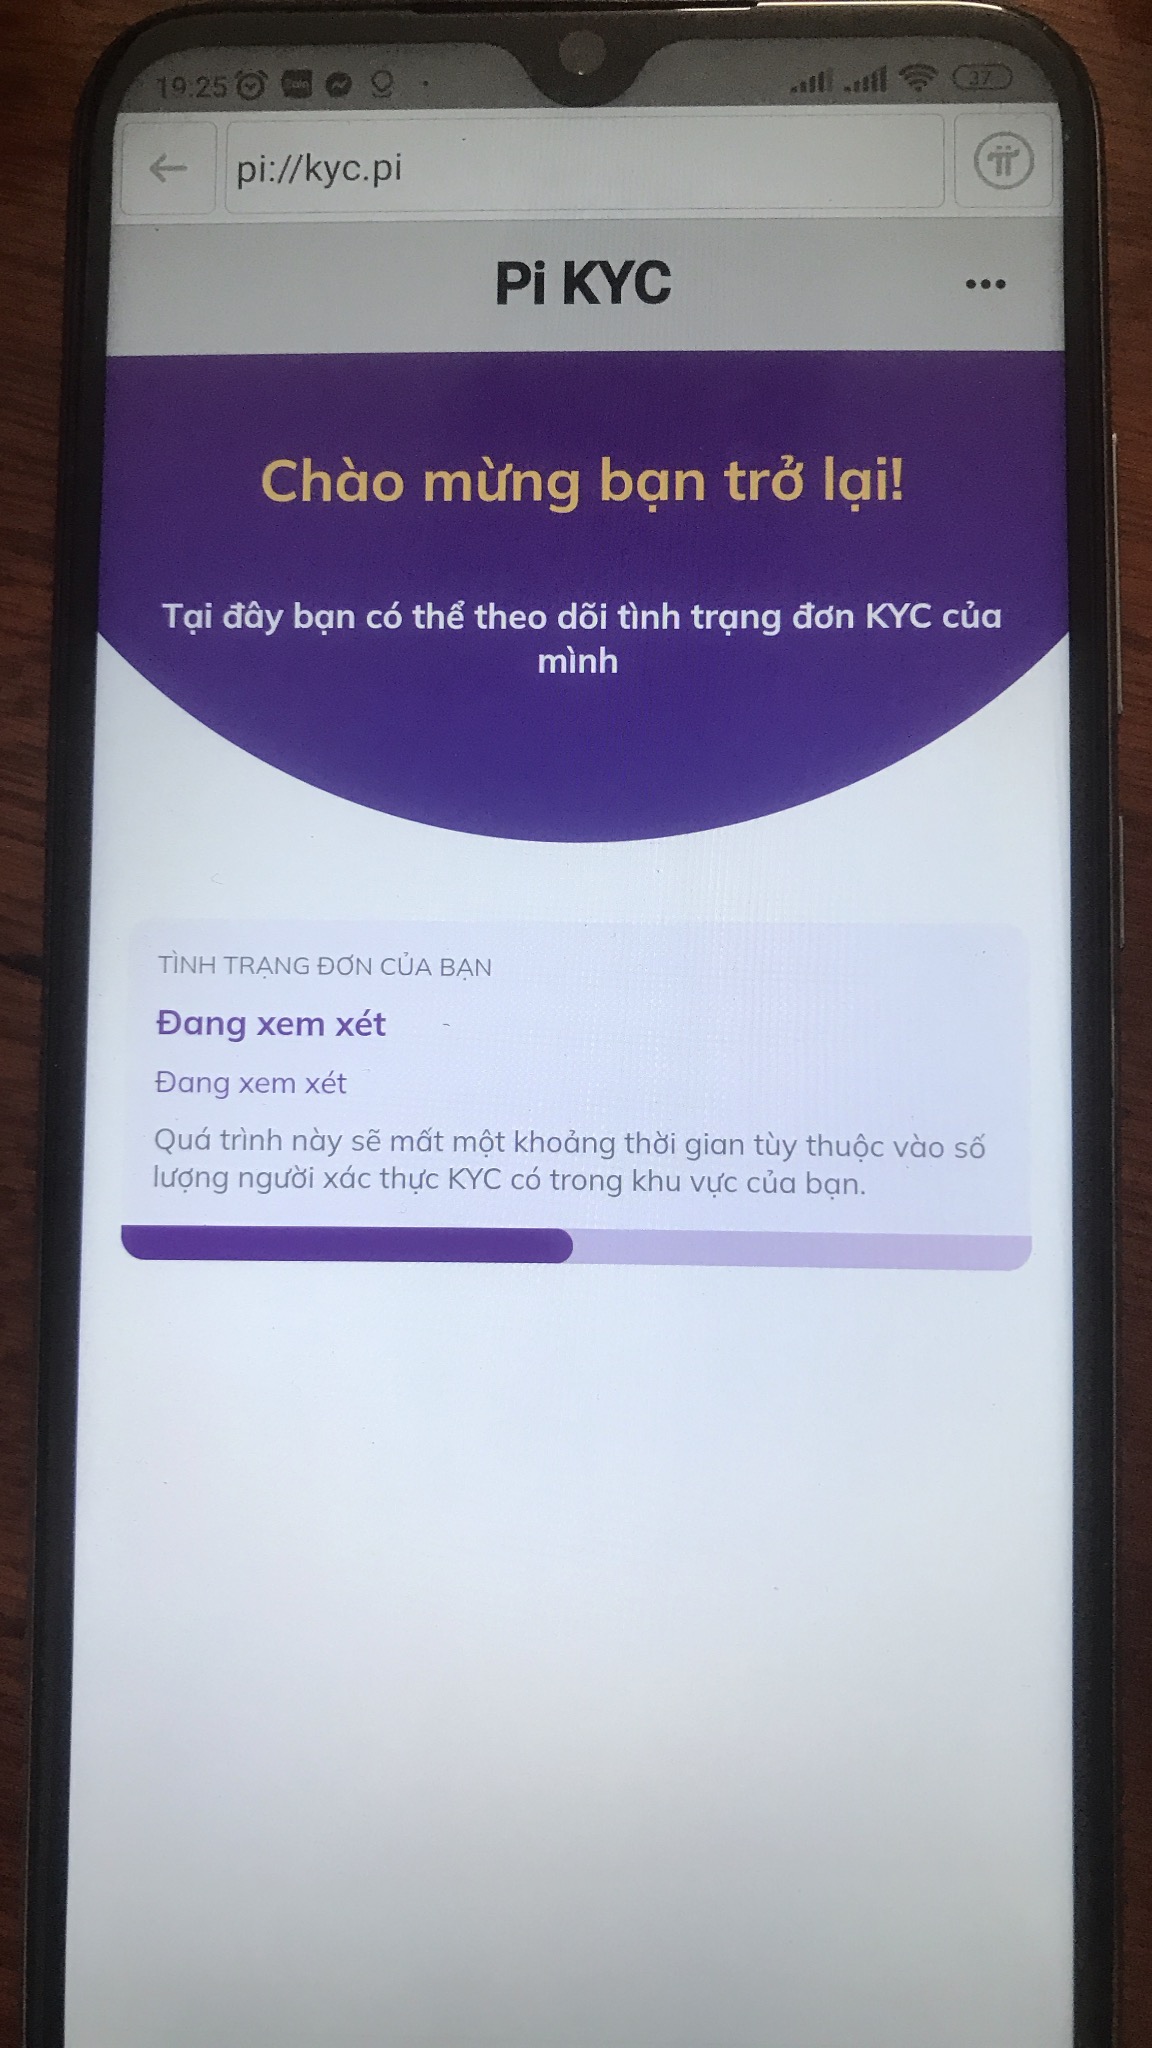 19:25
37
pi://kyc.pi
Pi KYC
Chào mừng bạn trở lại!
Tại đây bạn có thể theo dõi tình trạng đơn KYC của
mình
TÌNH TRẠNG ĐƠN CỦA BẠN
Đang xem xét
Đang xem xét
Quá trình này sẽ mất một khoảng thời gian tùy thuộc vào số
lượng người xác thực KYC có trong khu vực của bạn.